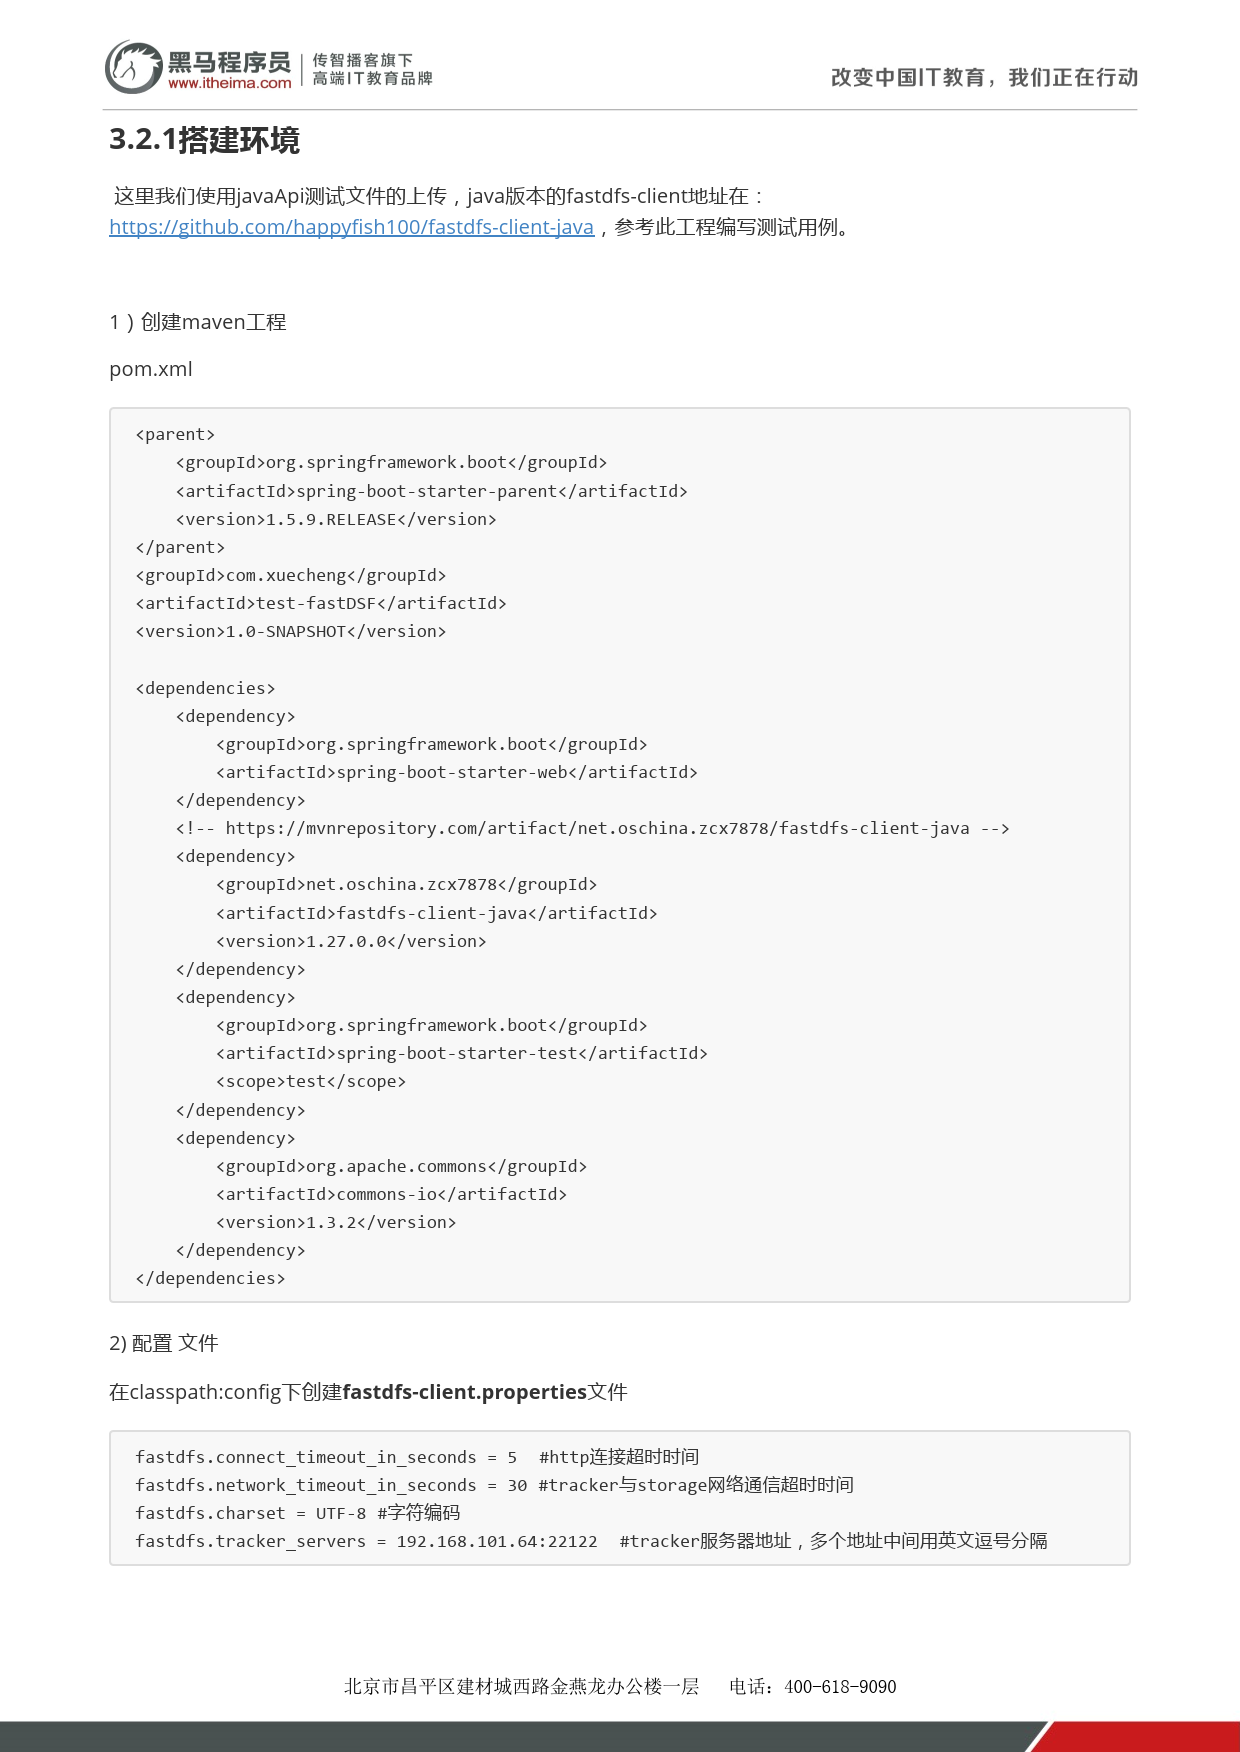 黑马程序员
www.itheima.com
传智播客旗下
高端IT教育品牌
改变中国IT教育，我们正在行动
3.2.1搭建环境
这里我们使用javaApi测试文件的上传，java版本的fastdfs-client地址在：
https://github.com/happyfish100/fastdfs-client-java，参考此工程编写测试用例。
1）创建maven工程
pom.xml
<parent>
    <groupId>org.springframework.boot</groupId>
    <artifactId>spring-boot-starter-parent</artifactId>
    <version>1.5.9.RELEASE</version>
</parent>
<groupId>com.xuecheng</groupId>
<artifactId>test-fastDSF</artifactId>
<version>1.0-SNAPSHOT</version>

<dependencies>
    <dependency>
        <groupId>org.springframework.boot</groupId>
        <artifactId>spring-boot-starter-web</artifactId>
    </dependency>
    <!-- https://mvnrepository.com/artifact/net.oschina.zcx7878/fastdfs-client-java -->
    <dependency>
        <groupId>net.oschina.zcx7878</groupId>
        <artifactId>fastdfs-client-java</artifactId>
        <version>1.27.0.0</version>
    </dependency>
    <dependency>
        <groupId>org.springframework.boot</groupId>
        <artifactId>spring-boot-starter-test</artifactId>
        <scope>test</scope>
    </dependency>
    <dependency>
        <groupId>org.apache.commons</groupId>
        <artifactId>commons-io</artifactId>
        <version>1.3.2</version>
    </dependency>
</dependencies>
2) 配置 文件
在classpath:config下创建fastdfs-client.properties文件
fastdfs.connect_timeout_in_seconds = 5  #http连接超时时间
fastdfs.network_timeout_in_seconds = 30 #tracker与storage网络通信超时时间
fastdfs.charset = UTF-8 #字符编码
fastdfs.tracker_servers = 192.168.101.64:22122  #tracker服务器地址，多个地址中间用英文逗号分隔
北京市昌平区建材城西路金燕龙办公楼一层    电话：400-618-9090